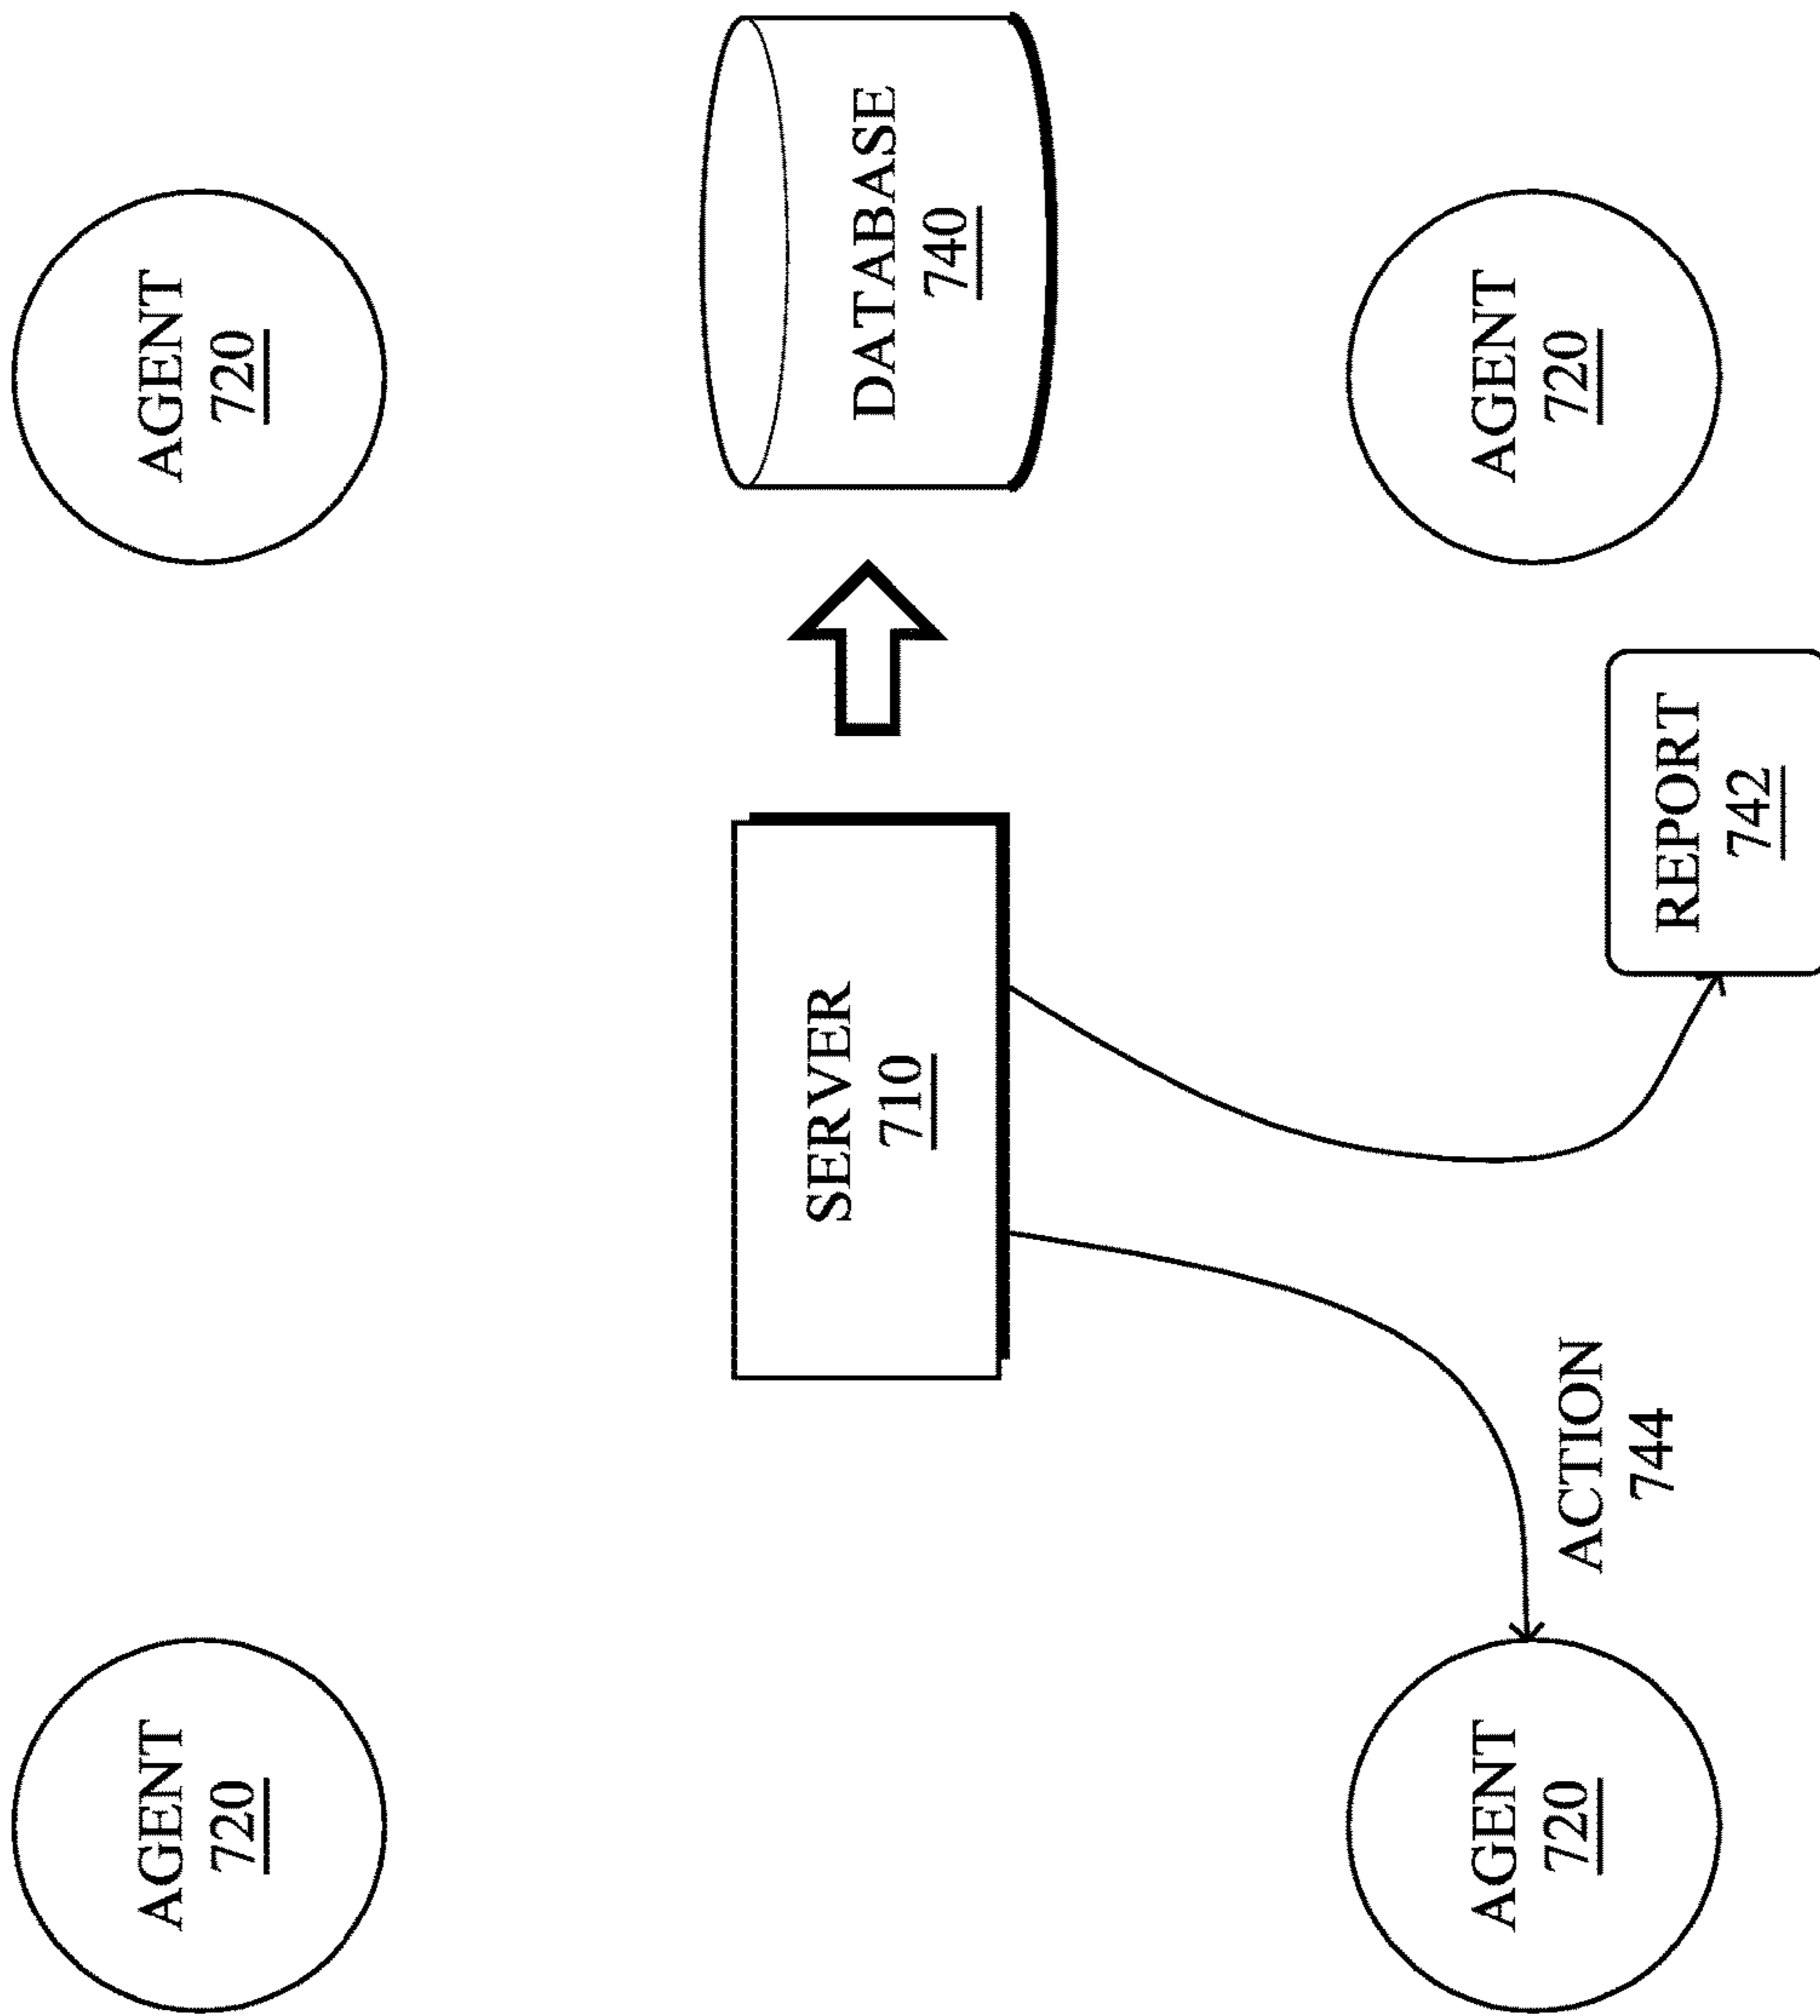 AGENT
720
AGENT
720
SERVER
710
DATABASE
740
AGENT
720
ACTION
744
AGENT
720
REPORT
742